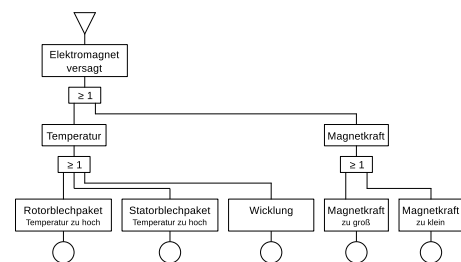 Elektromagnet
versagt
≥ 1
Temperatur
Magnetkraft
≥ 1
≥ 1
Rotorblechpaket
Temperatur zu hoch
Statorblechpaket
Temperatur zu hoch
Wicklung
Magnetkraft
zu groß
Magnetkraft
zu klein